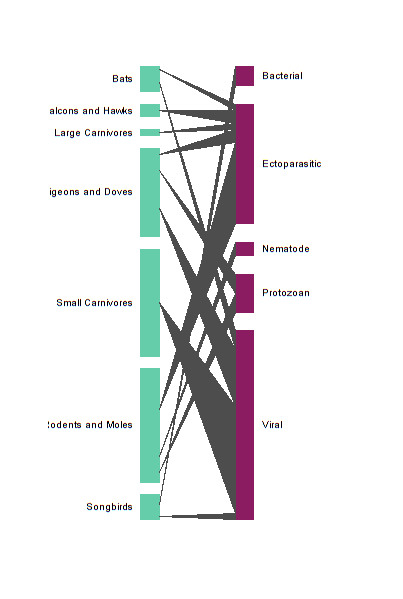 Bats
alcons and Hawks
Large Carnivores
igeons and Doves
Small Carnivores
odents and Moles
Songbirds
Bacterial
Ectoparasitic
Nematode
Protozoan
Viral